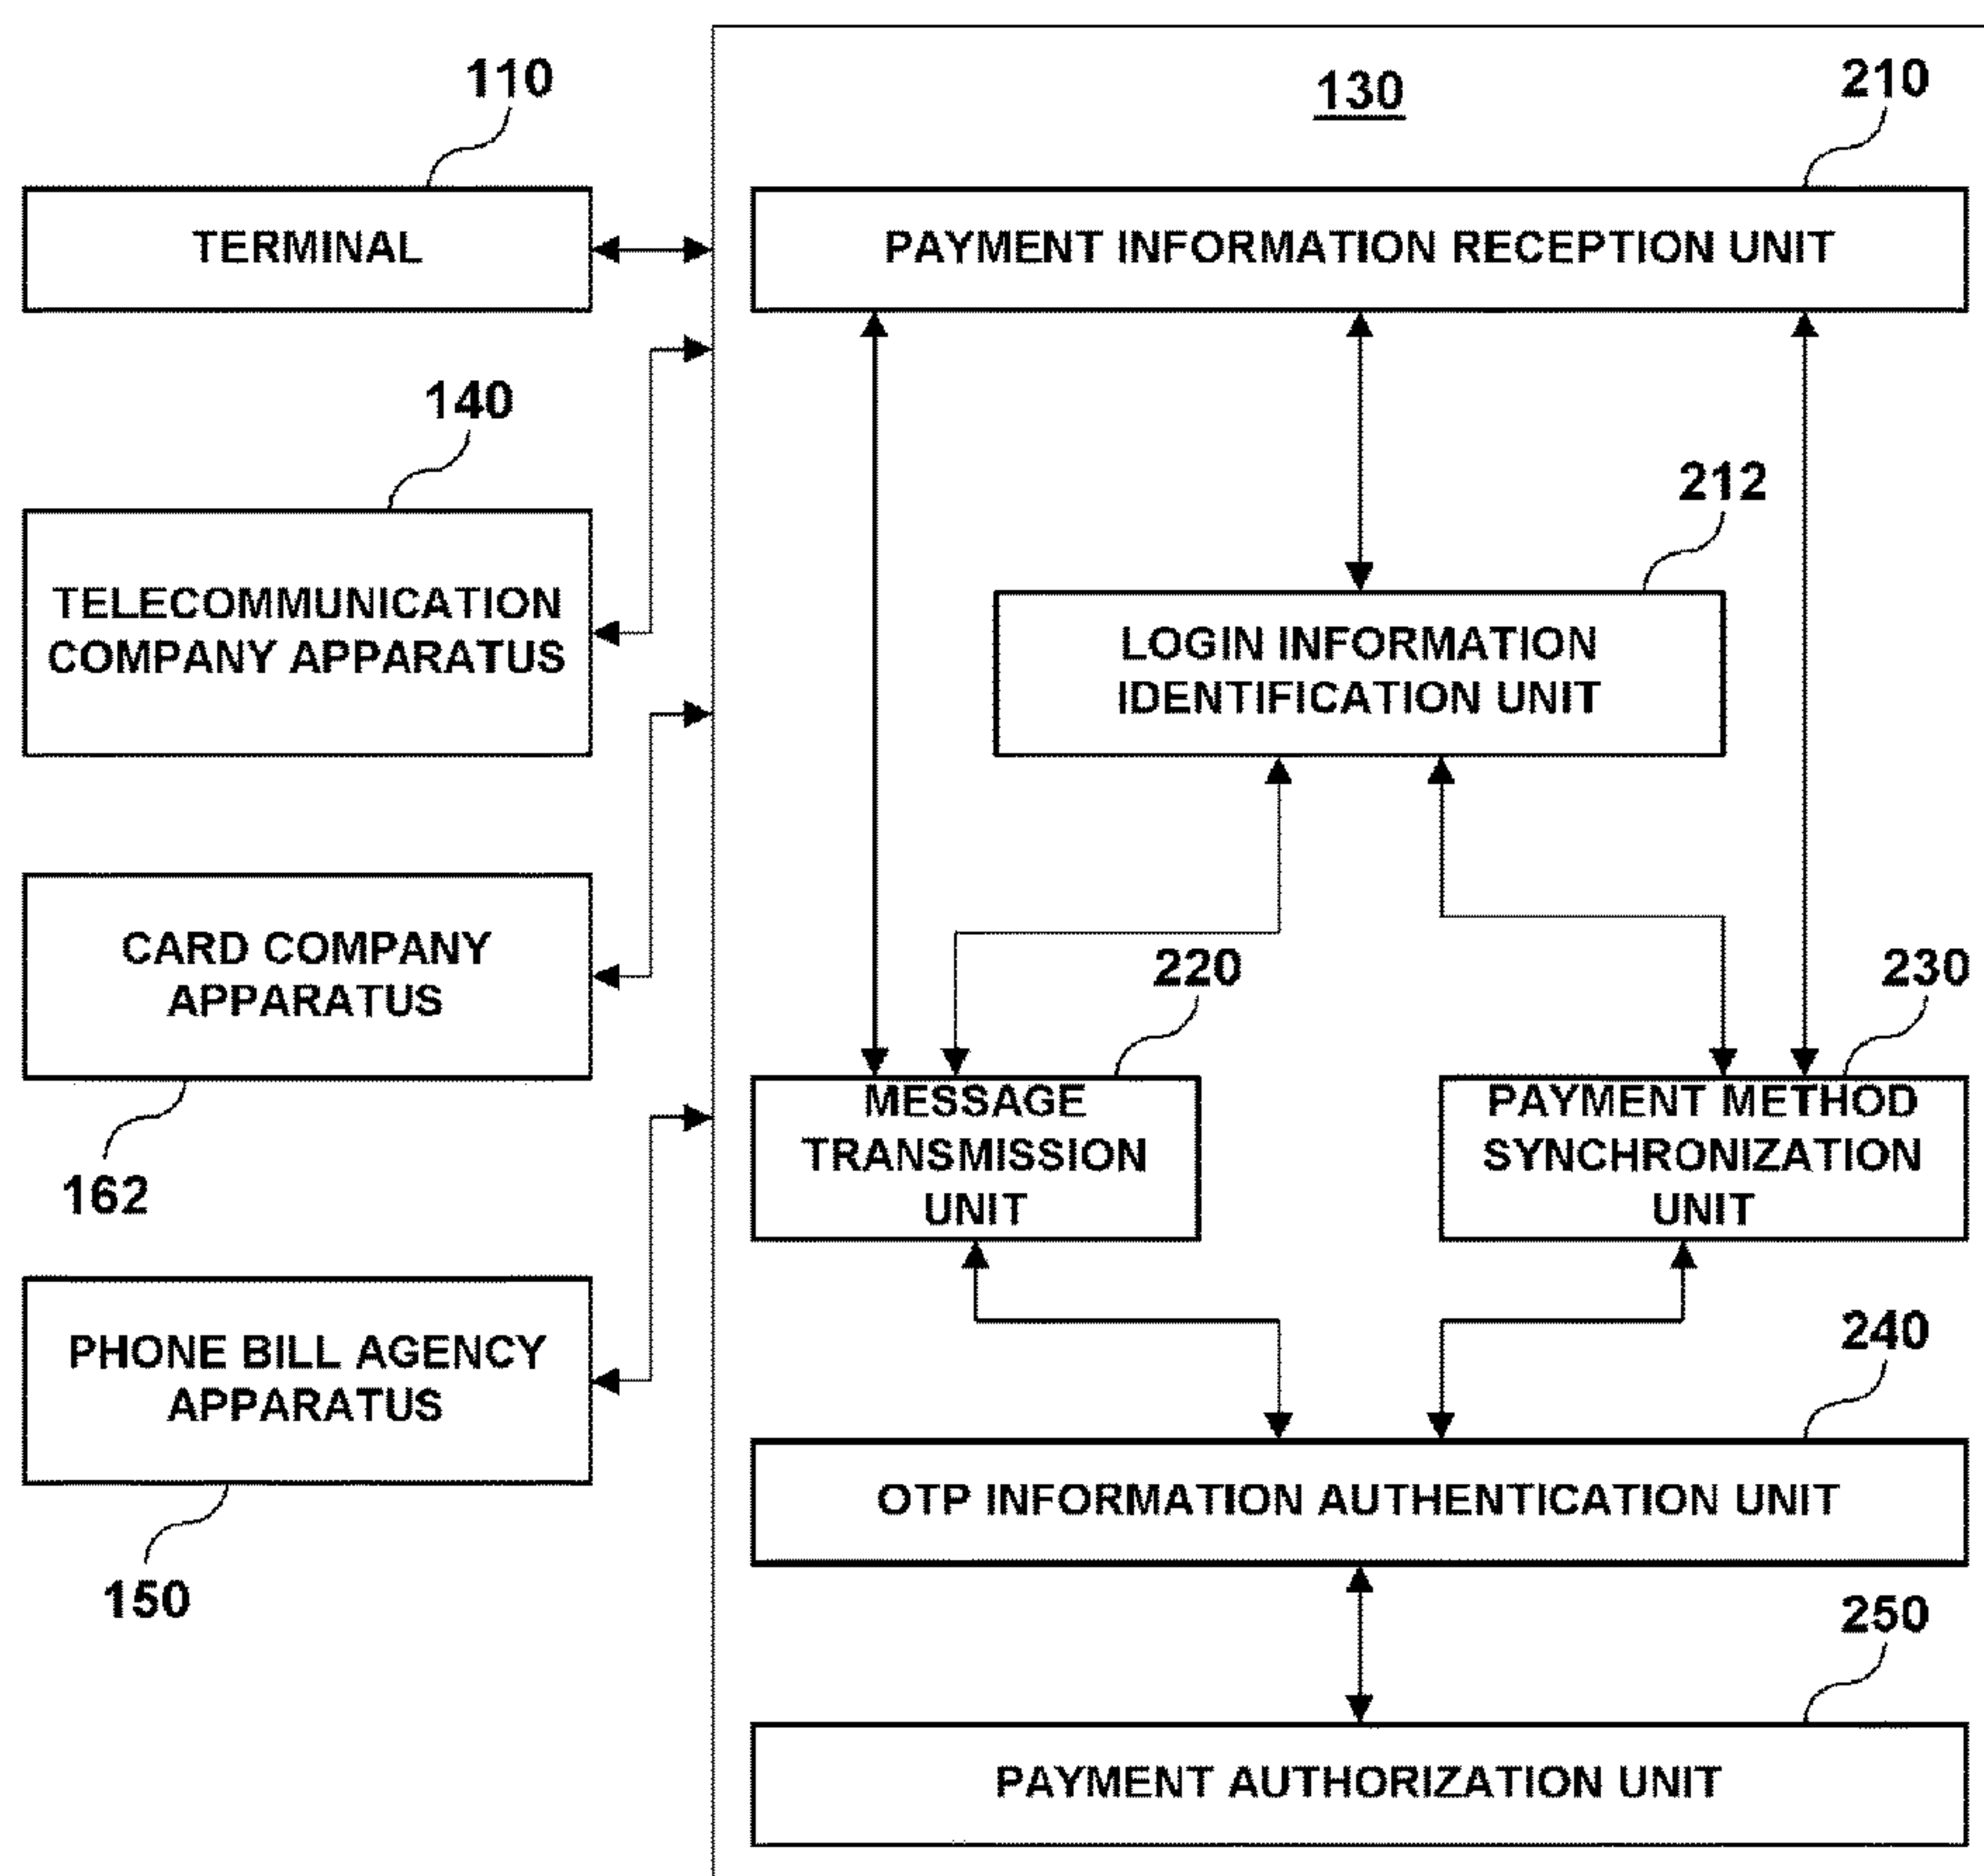 110
130
210
TERMINAL
PAYMENT INFORMATION RECEPTION UNIT
140
212
TELECOMMUNICATION
COMPANY APPARATUS
LOGIN INFORMATION
IDENTIFICATION UNIT
CARD COMPANY
APPARATUS
162
220
230
MESSAGE
TRANSMISSION
UNIT
PAYMENT METHOD
SYNCHRONIZATION
UNIT
PHONE BILL AGENCY
APPARATUS
150
240
OTP INFORMATION AUTHENTICATION UNIT
250
PAYMENT AUTHORIZATION UNIT